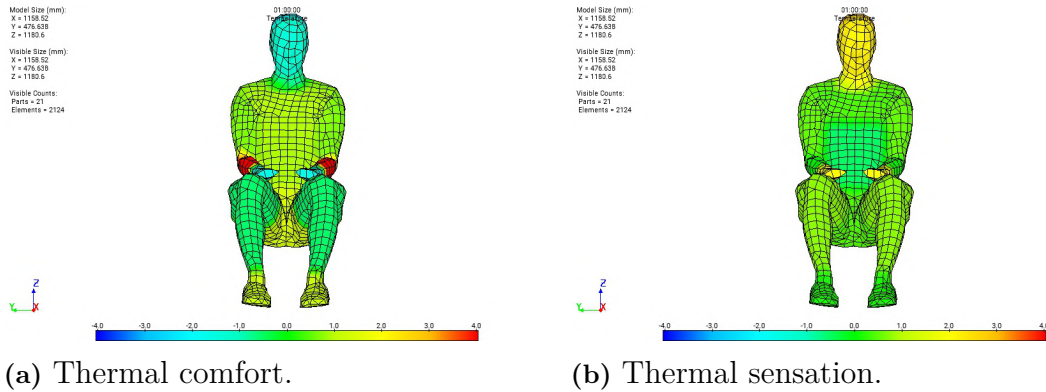 Model Size (mm):
X = 1158.52
Y = 476.638
Z = 1180.6
Visible Size (mm):
X = 1158.52
Y = 476.638
Z = 1180.6
Visible Counts:
Parts = 21
Elements = 2124
01:00:00
Temperature
Z
Y
X
-4.0 -3.0 -2.0 -1.0 0.0 1.0 2.0 3.0 4.0
(a) Thermal comfort.
Model Size (mm):
X = 1158.52
Y = 476.638
Z = 1180.6
Visible Size (mm):
X = 1158.52
Y = 476.638
Z = 1180.6
Visible Counts:
Parts = 21
Elements = 2124
01:00:00
Temperature
Z
Y
X
-4.0 -3.0 -2.0 -1.0 0.0 1.0 2.0 3.0 4.0
(b) Thermal sensation.